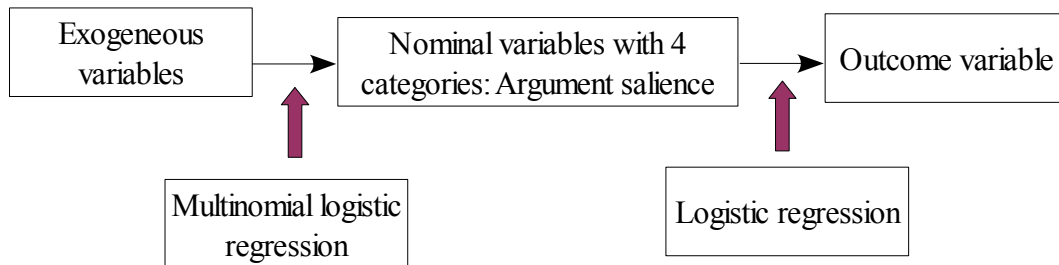 Exogeneous
variables
Nominal variables with 4
categories: Argument salience
Outcome variable
Multinomial logistic
regression
Logistic regression